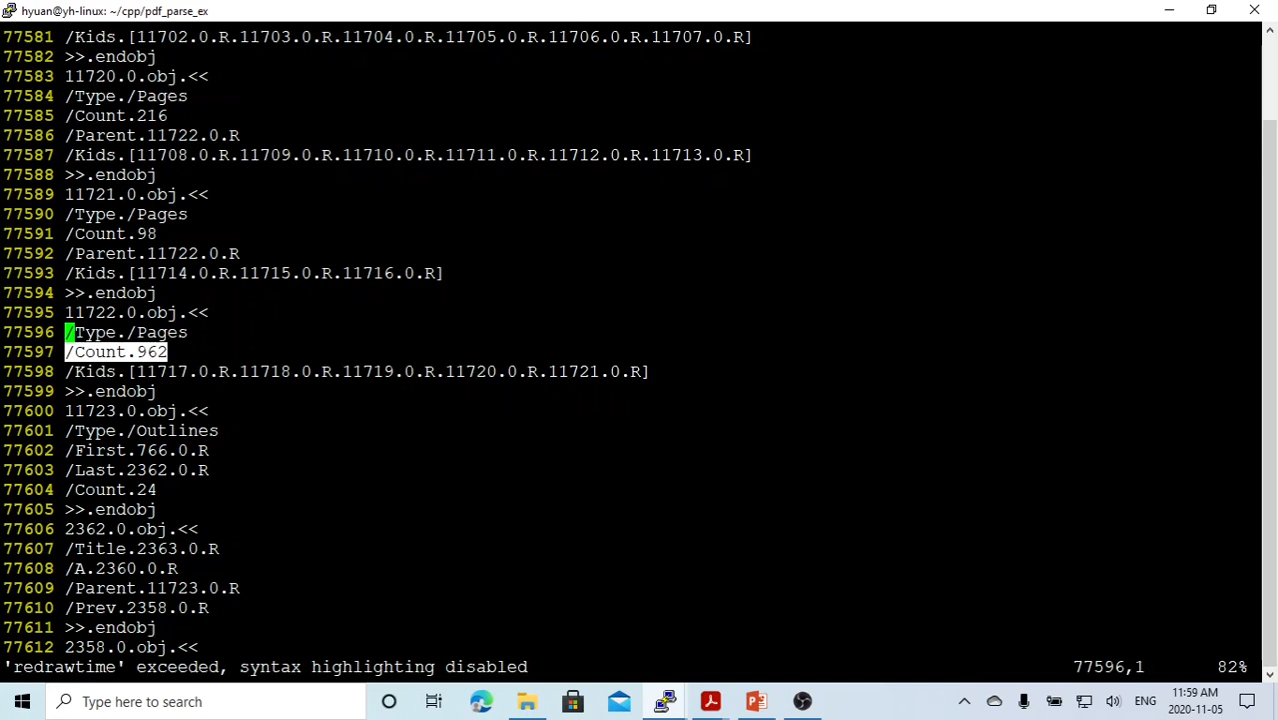 hyuan@yh-linux: ~/cpp/pdf_parse_ex
77581 /Kids.[11702.0.R.11703.0.R.11704.0.R.11705.0.R.11706.0.R.11707.0.R]
77582 >>.endobj
77583 11720.0.obj.<<
77584 /Type./Pages
77585 /Count.216
77586 /Parent.11722.0.R
77587 /Kids.[11708.0.R.11709.0.R.11710.0.R.11711.0.R.11712.0.R.11713.0.R]
77588 >>.endobj
77589 11721.0.obj.<<
77590 /Type./Pages
77591 /Count.98
77592 /Parent.11722.0.R
77593 /Kids.[11714.0.R.11715.0.R.11716.0.R]
77594 >>.endobj
77595 11722.0.obj.<<
77596 /Type./Pages
77597 /Count.962
77598 /Kids.[11717.0.R.11718.0.R.11719.0.R.11720.0.R.11721.0.R]
77599 >>.endobj
77600 11723.0.obj.<<
77601 /Type./Outlines
77602 /First.766.0.R
77603 /Last.2362.0.R
77604 /Count.24
77605 >>.endobj
77606 2362.0.obj.<<
77607 /Title.2363.0.R
77608 /A.2360.0.R
77609 /Parent.11723.0.R
77610 /Prev.2358.0.R
77611 >>.endobj
77612 2358.0.obj.<<
'redrawtime' exceeded, syntax highlighting disabled 77596,1 82%
Type here to search ENG 11:59 AM
2020-11-05